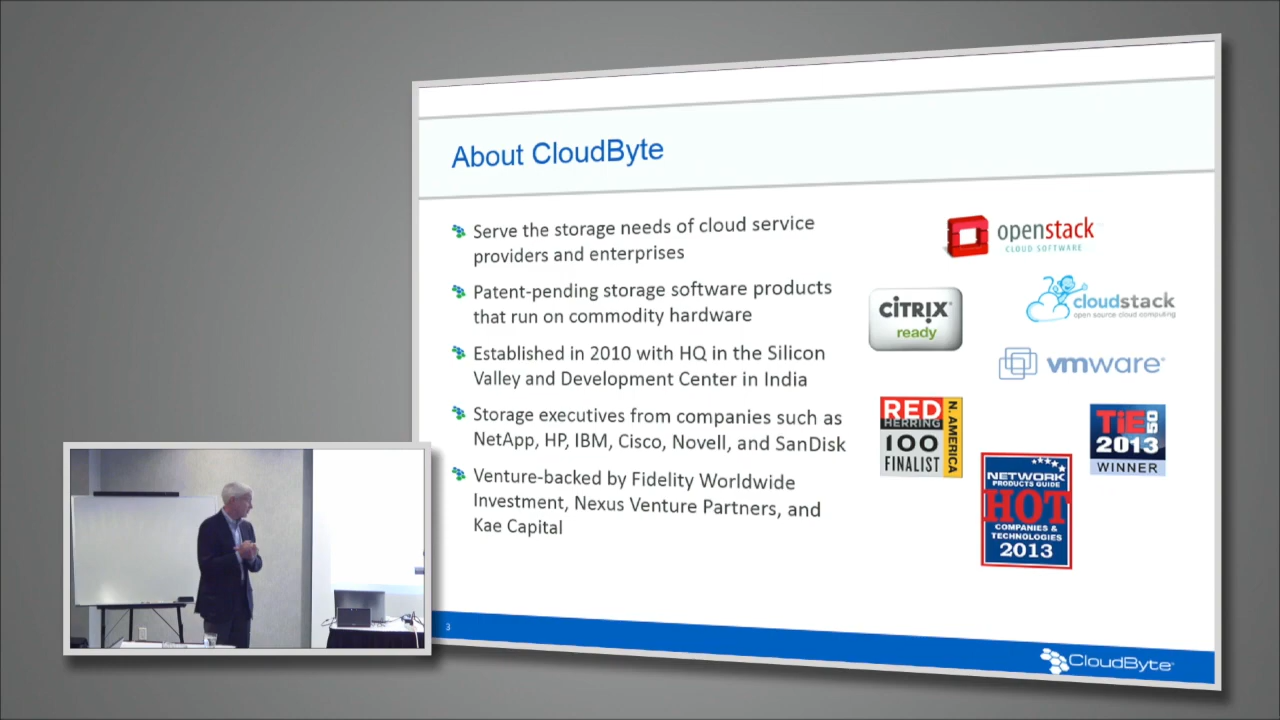 About CloudByte
Serve the storage needs of cloud service
providers and enterprises
Patent-pending storage software products
that run on commodity hardware
Established in 2010 with HQ in the Silicon
Valley and Development Center in India
Storage executives from companies such as
NetApp, HP, IBM, Cisco, Novell, and SanDisk
Venture-backed by Fidelity Worldwide
Investment, Nexus Venture Partners, and
Kae Capital
openstack
CLOUD SOFTWARE
CiTRIX®
ready
cloudstack
open source cloud computing
vmware®
RED
HERRING
100
FINALIST
N. AMERICA
TiE50
2013
WINNER
NETWORK
PRODUCTS GUIDE
HOT
COMPANIES &
TECHNOLOGIES
2013
3
CloudByte